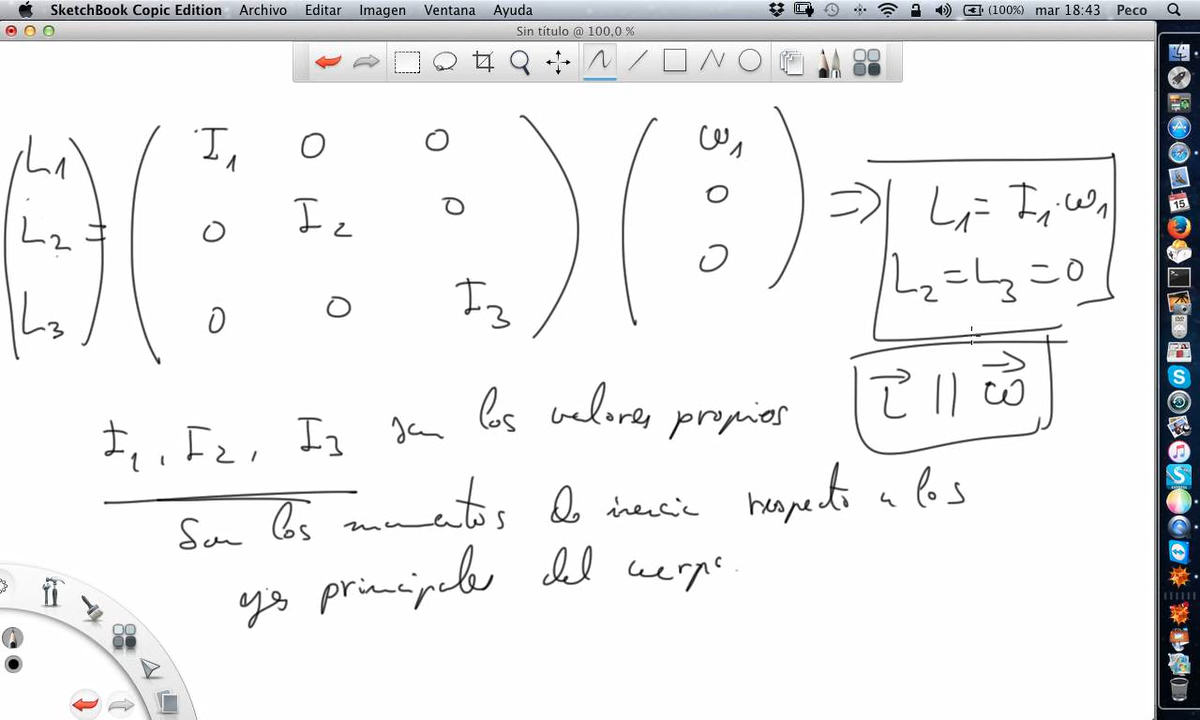 SketchBook Copic Edition Archivo Editar Imagen Ventana Ayuda (100%) mar 18:43 Peco
Sin título @ 100,0 %
L₁ I₁ 0 0 ω₁
L₂ = 0 I₂ 0 0
L₃ 0 0 I₃ 0
⇒ L₁ = I₁·ω₁
L₂ = L₃ = 0
L⃗ || ω⃗
I₁, I₂, I₃ son los valores propios
Son los momentos de inercia respecto a los
ejes principales del cuerpo.
15